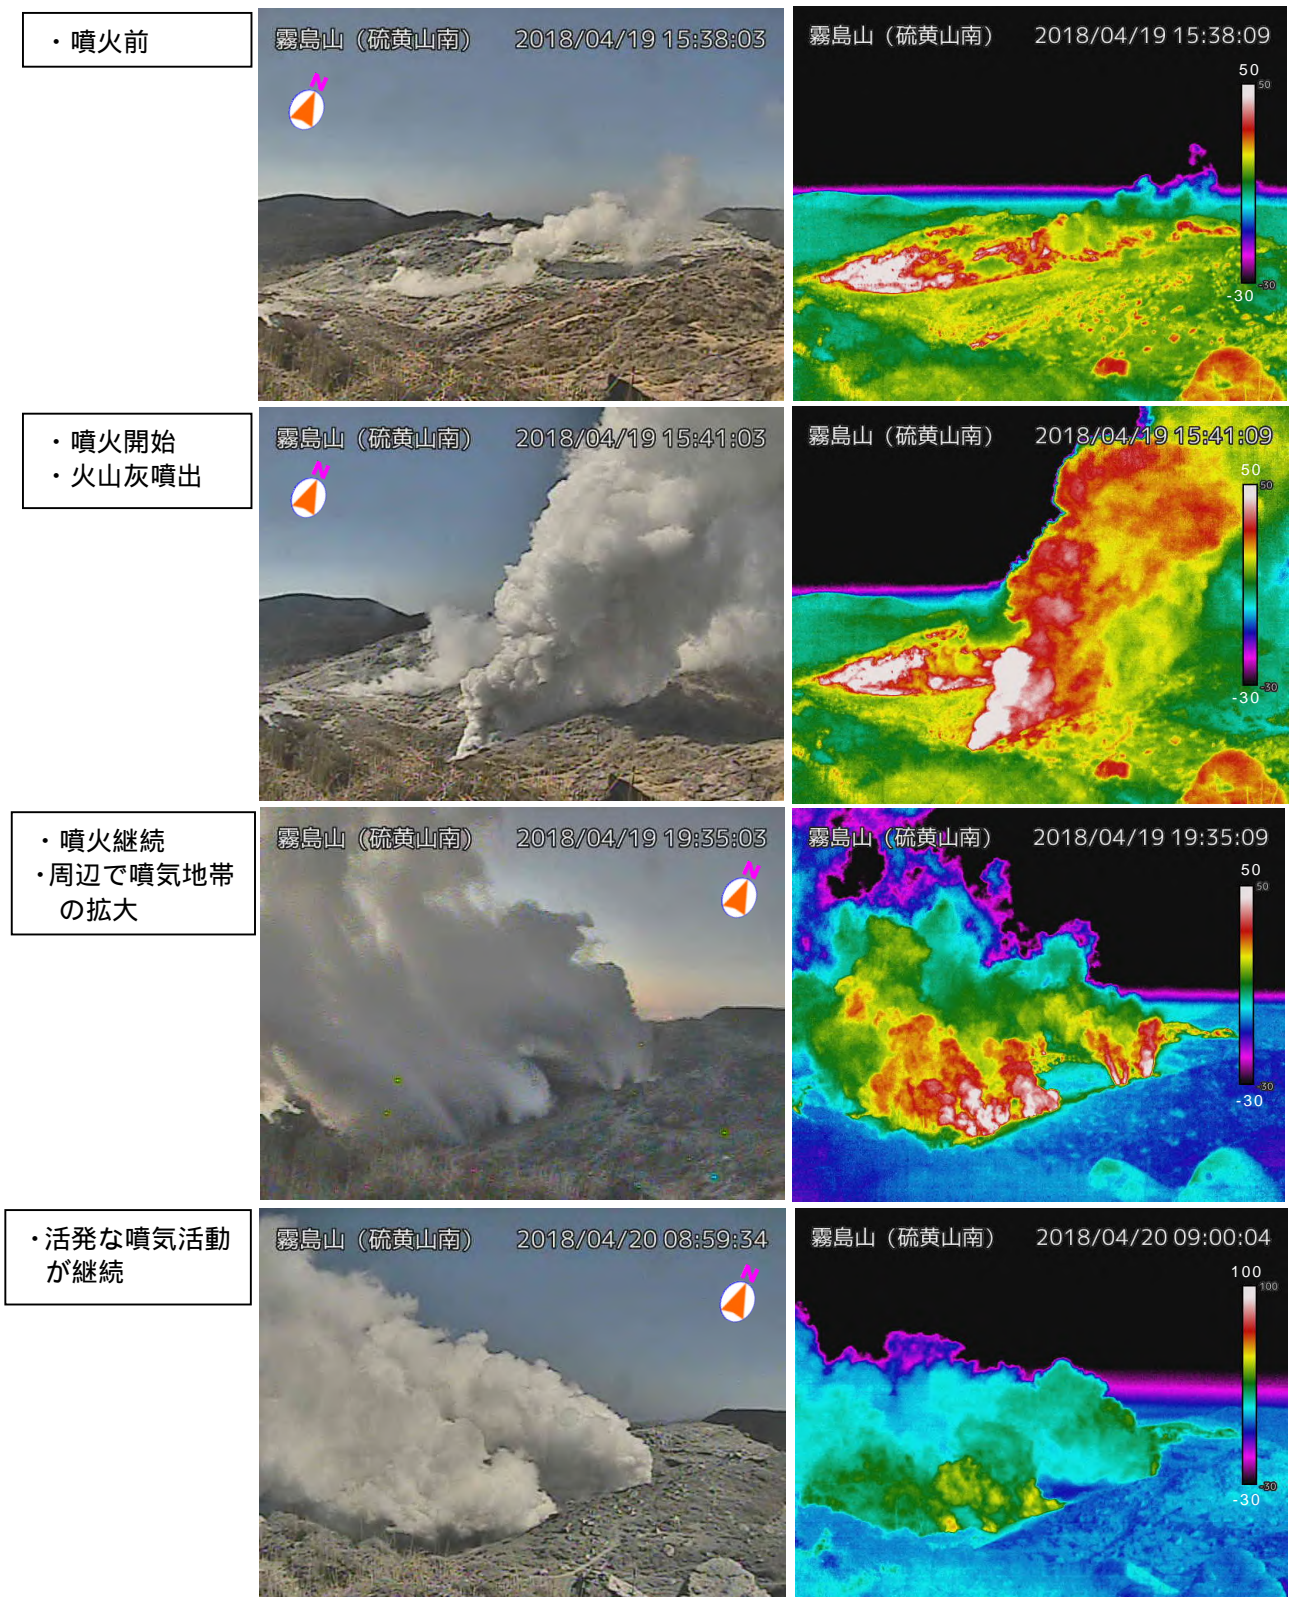 ・噴火前
霧島山（硫黄山南） 2018/04/19 15:38:03
N
霧島山（硫黄山南） 2018/04/19 15:38:09
50
50
-30
-30
・噴火開始
・火山灰噴出
霧島山（硫黄山南） 2018/04/19 15:41:03
N
霧島山（硫黄山南） 2018/04/19 15:41:09
50
50
-30
-30
・噴火継続
・周辺で噴気地帯
の拡大
霧島山（硫黄山南） 2018/04/19 19:35:03
N
霧島山（硫黄山南） 2018/04/19 19:35:09
50
50
-30
-30
・活発な噴気活動
が継続
霧島山（硫黄山南） 2018/04/20 08:59:34
N
霧島山（硫黄山南） 2018/04/20 09:00:04
100
100
-30
-30